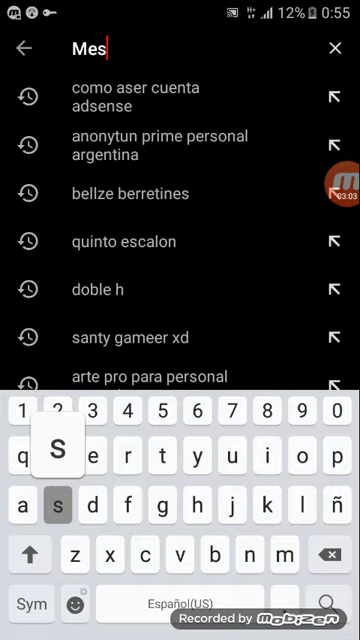 H+ 12% 0:55
Mes
como aser cuenta
adsense
anonytun prime personal
argentina
bellze berretines
03:03
quinto escalon
doble h
santy gameer xd
arte pro para personal
1 2 3 4 5 6 7 8 9 0
q s e r t y u i o p
a s d f g h j k l ñ
z x c v b n m
Sym Español(US)
Recorded by Mobizen